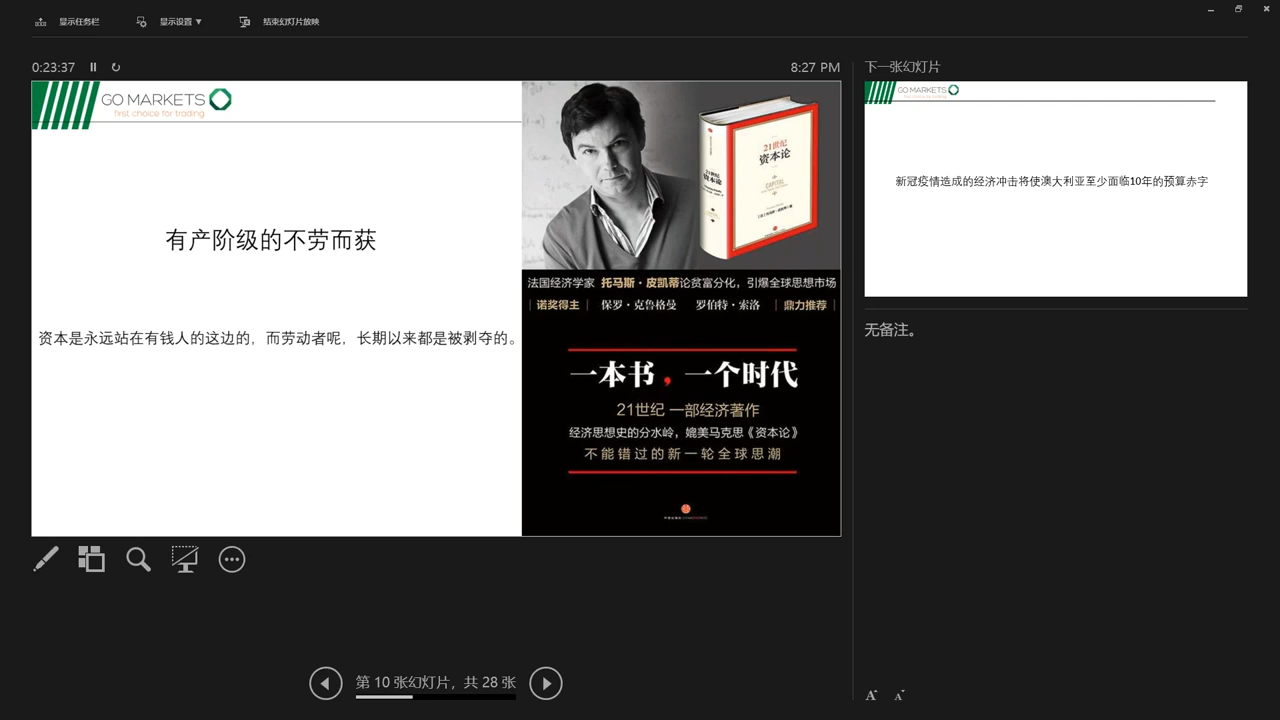 显示任务栏
显示设置 ▼
结束幻灯片放映
0:23:37
8:27 PM
下一张幻灯片
GO MARKETS
first choice for trading
有产阶级的不劳而获
资本是永远站在有钱人的这边的，而劳动者呢，长期以来都是被剥夺的。
21世纪
资本论
21世纪
资本论
CAPITAL
法国经济学家 托马斯·皮凯蒂论贫富分化，引爆全球思想市场
| 诺奖得主 | 保罗·克鲁格曼 罗伯特·索洛 | 鼎力推荐 |
一本书，一个时代
21世纪 一部经济著作
经济思想史的分水岭，媲美马克思《资本论》
不能错过的新一轮全球思潮
GO MARKETS
first choice for trading
新冠疫情造成的经济冲击将使澳大利亚至少面临10年的预算赤字
无备注。
第 10 张幻灯片，共 28 张
A A